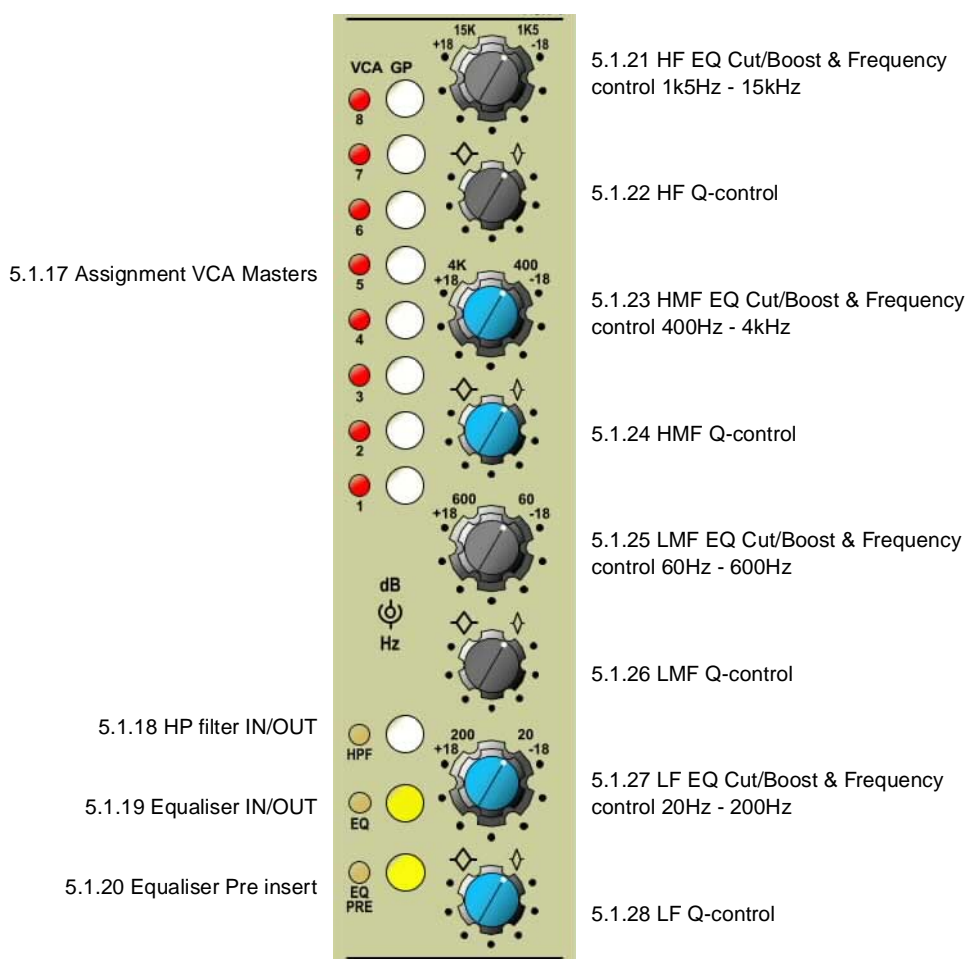 15K 1K5
+18 -18
VCA GP
8
7
6
5
4
3
2
1
4K 400
+18 -18
600 60
+18 -18
dB
Hz
200 20
+18 -18
HPF
EQ
EQ
PRE
5.1.17 Assignment VCA Masters
5.1.18 HP filter IN/OUT
5.1.19 Equaliser IN/OUT
5.1.20 Equaliser Pre insert
5.1.21 HF EQ Cut/Boost & Frequency
control 1k5Hz - 15kHz
5.1.22 HF Q-control
5.1.23 HMF EQ Cut/Boost & Frequency
control 400Hz - 4kHz
5.1.24 HMF Q-control
5.1.25 LMF EQ Cut/Boost & Frequency
control 60Hz - 600Hz
5.1.26 LMF Q-control
5.1.27 LF EQ Cut/Boost & Frequency
control 20Hz - 200Hz
5.1.28 LF Q-control